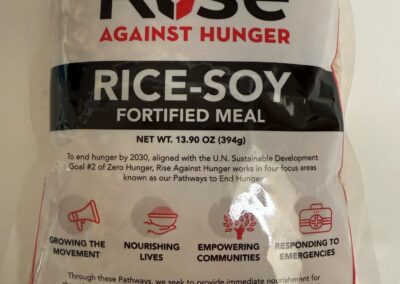 Rise
AGAINST HUNGER
RICE-SOY
FORTIFIED MEAL
NET WT. 13.90 OZ (394g)
To end hunger by 2030, aligned with the U.N. Sustainable Development
Goal #2 of Zero Hunger, Rise Against Hunger works in four focus areas
known as our Pathways to End Hunger.
GROWING THE
MOVEMENT
NOURISHING
LIVES
EMPOWERING
COMMUNITIES
RESPONDING TO
EMERGENCIES
Through these Pathways, we seek to provide immediate nourishment for